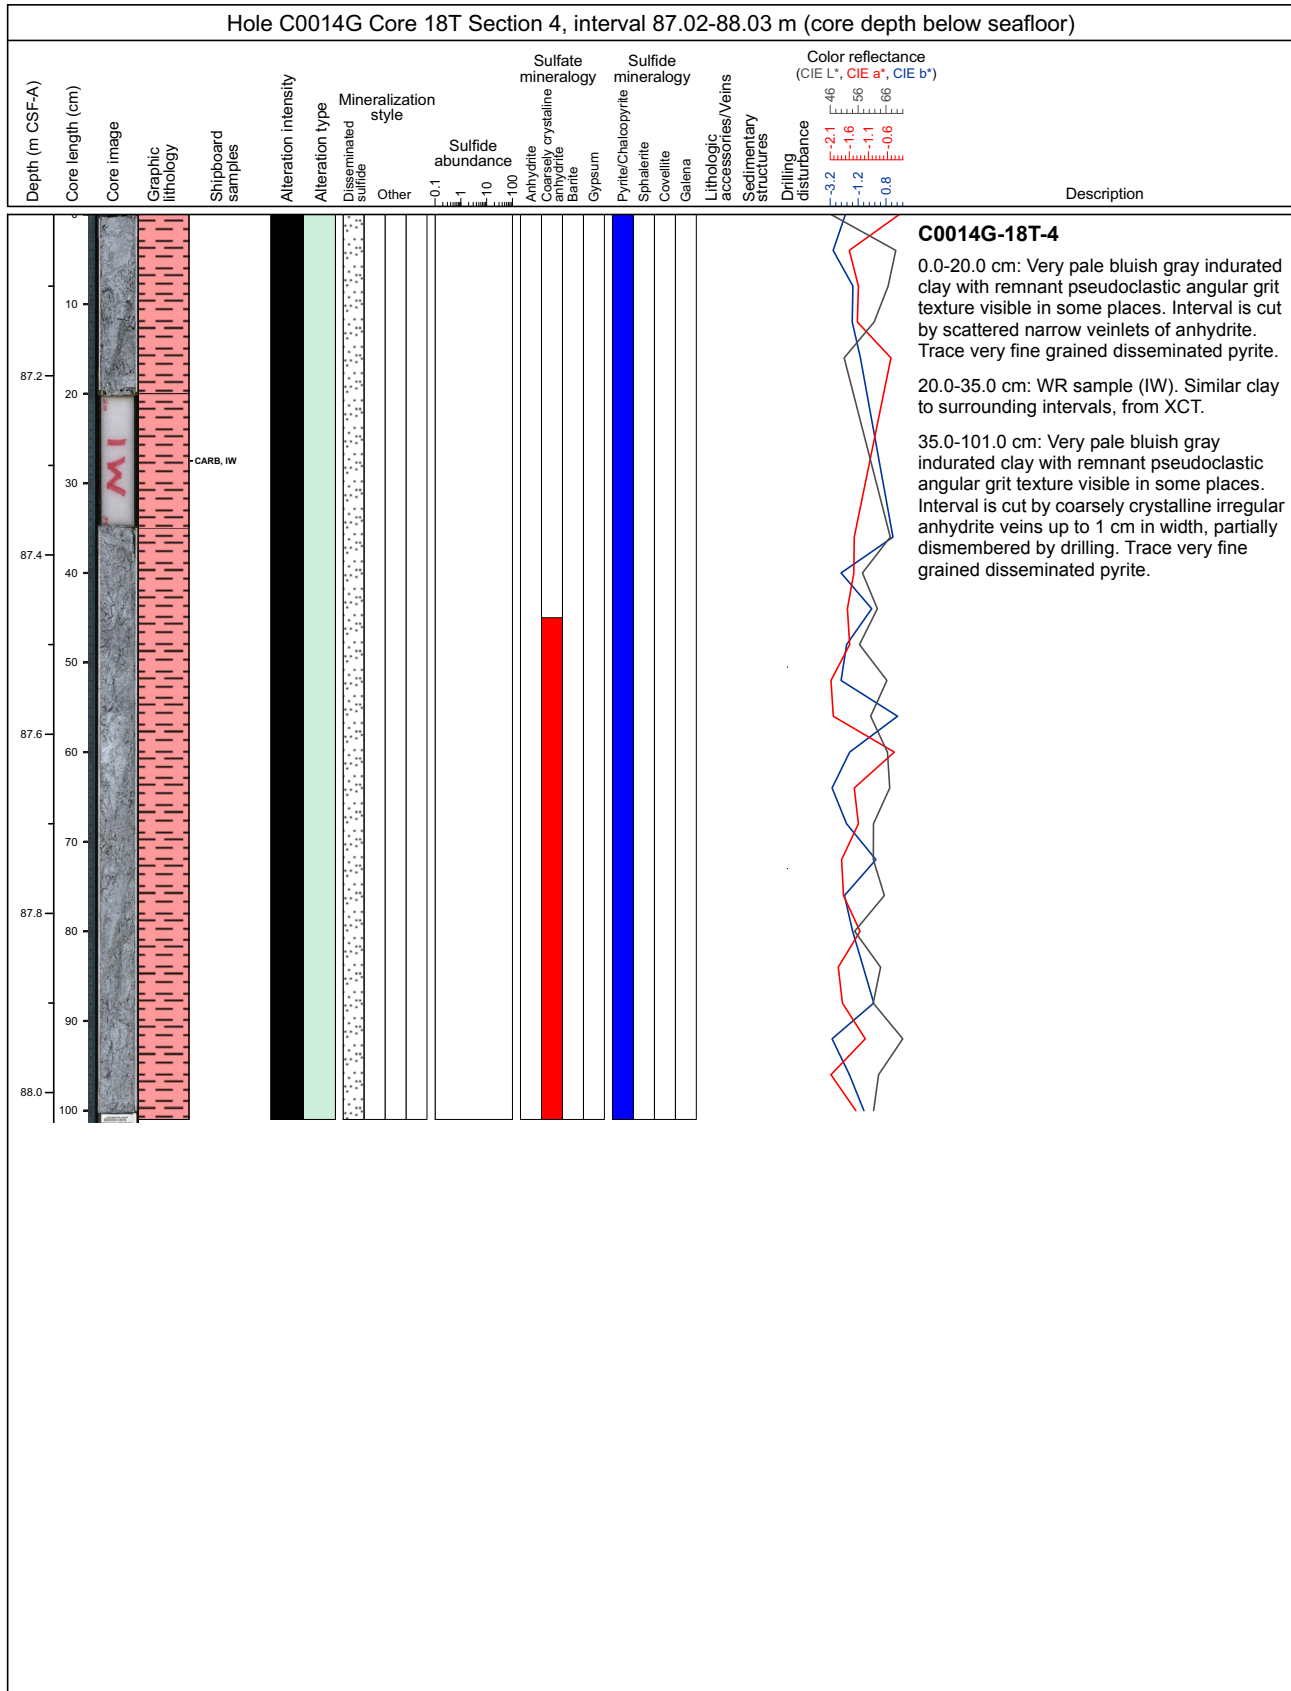 Hole C0014G Core 18T Section 4, interval 87.02-88.03 m (core depth below seafloor)
Depth (m CSF-A)
Core length (cm)
Core image
Graphic
lithology
Shipboard
samples
Alteration intensity
Alteration type
Mineralization
style
Disseminated
sulfide
Other
Sulfide
abundance
0.1
1
10
100
Sulfate
mineralogy
Anhydrite
Coarsely crystaline
anhydrite
Barite
Gypsum
Sulfide
mineralogy
Pyrite/Chalcopyrite
Sphalerite
Covellite
Galena
Lithologic
accessories/Veins
Sedimentary
structures
Drilling
disturbance
Color reflectance
(CIE L*, CIE a*, CIE b*)
46
56
66
-2.1
-1.6
-1.1
-0.6
-3.2
-1.2
0.8
Description
0
10
20
30
40
50
60
70
80
90
100
87.2
87.4
87.6
87.8
88.0
IW
CARB, IW
C0014G-18T-4
0.0-20.0 cm: Very pale bluish gray indurated
clay with remnant pseudoclastic angular grit
texture visible in some places. Interval is cut
by scattered narrow veinlets of anhydrite.
Trace very fine grained disseminated pyrite.
20.0-35.0 cm: WR sample (IW). Similar clay
to surrounding intervals, from XCT.
35.0-101.0 cm: Very pale bluish gray
indurated clay with remnant pseudoclastic
angular grit texture visible in some places.
Interval is cut by coarsely crystalline irregular
anhydrite veins up to 1 cm in width, partially
dismembered by drilling. Trace very fine
grained disseminated pyrite.